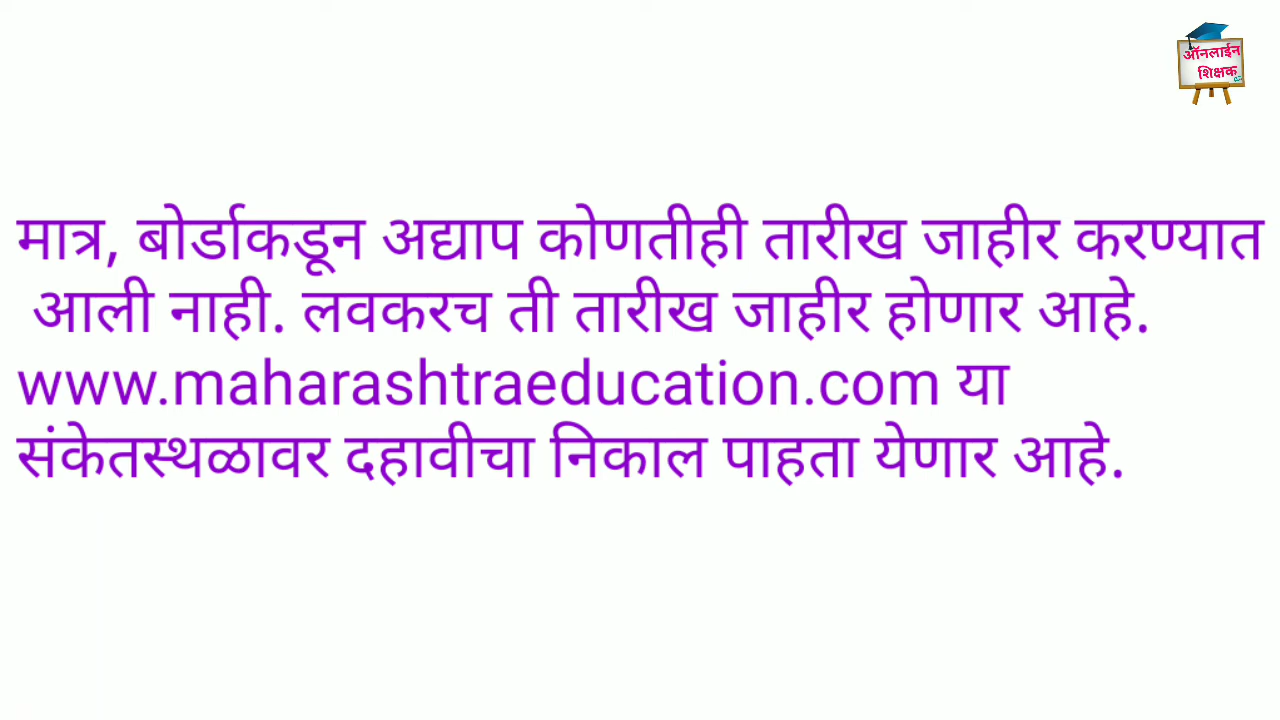 ऑनलाईन
शिक्षक
मात्र, बोर्डाकडून अद्याप कोणतीही तारीख जाहीर करण्यात
आली नाही. लवकरच ती तारीख जाहीर होणार आहे.
www.maharashtraeducation.com या
संकेतस्थळावर दहावीचा निकाल पाहता येणार आहे.